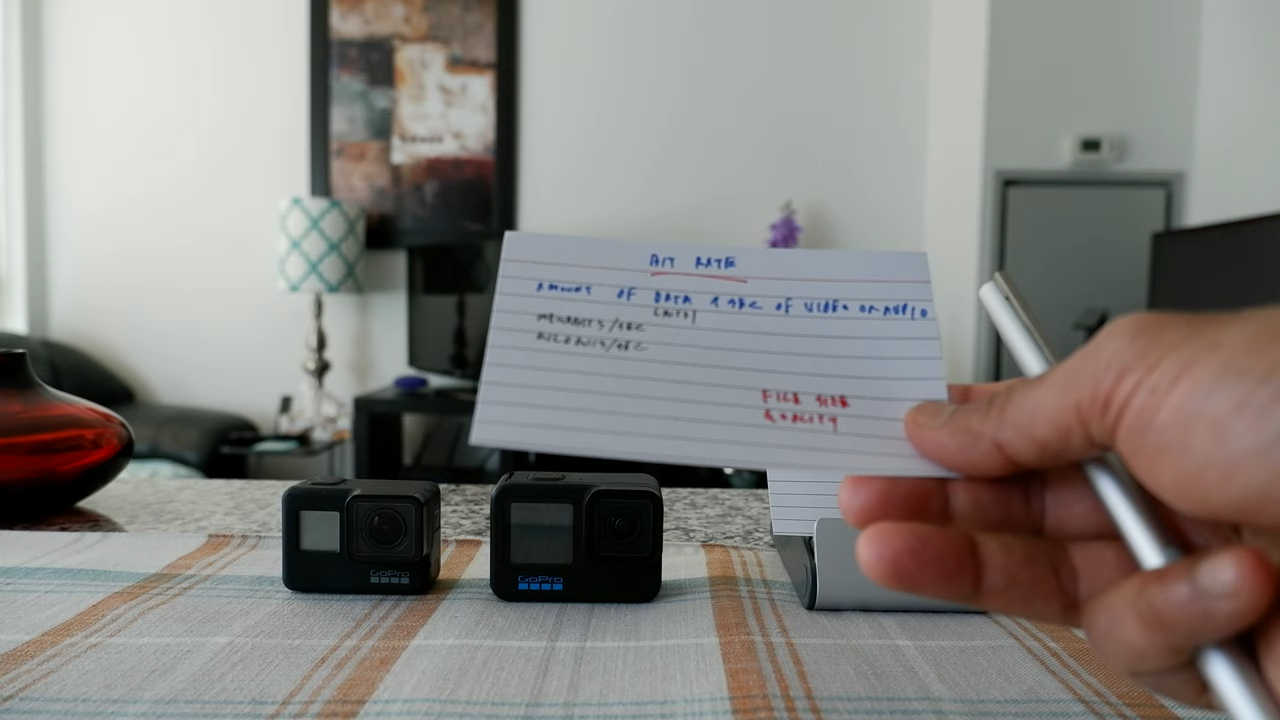 BIT RATE
AMOUNT OF DATA 1 SEC OF VIDEO OR AUDIO
(BITS)
MEGABITS/SEC
KILOBITS/SEC
FILE SIZE
QUALITY
GoPro
GoPro